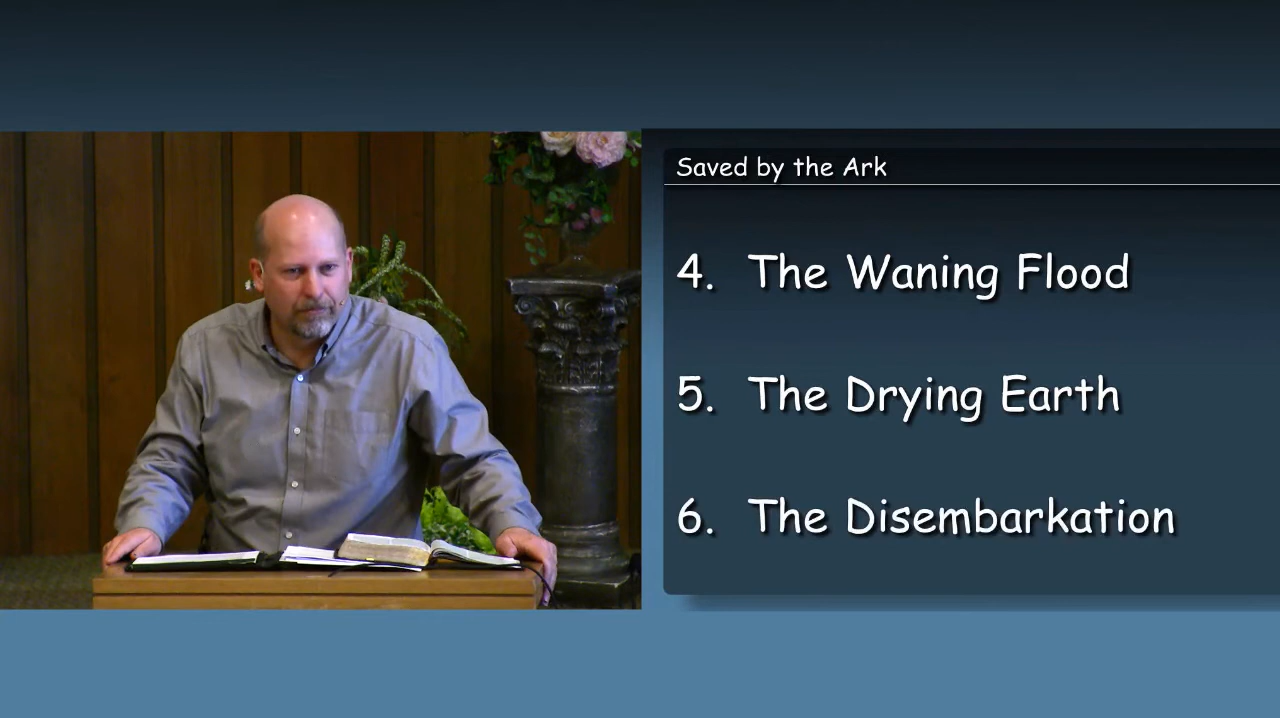 Saved by the Ark
4. The Waning Flood
5. The Drying Earth
6. The Disembarkation